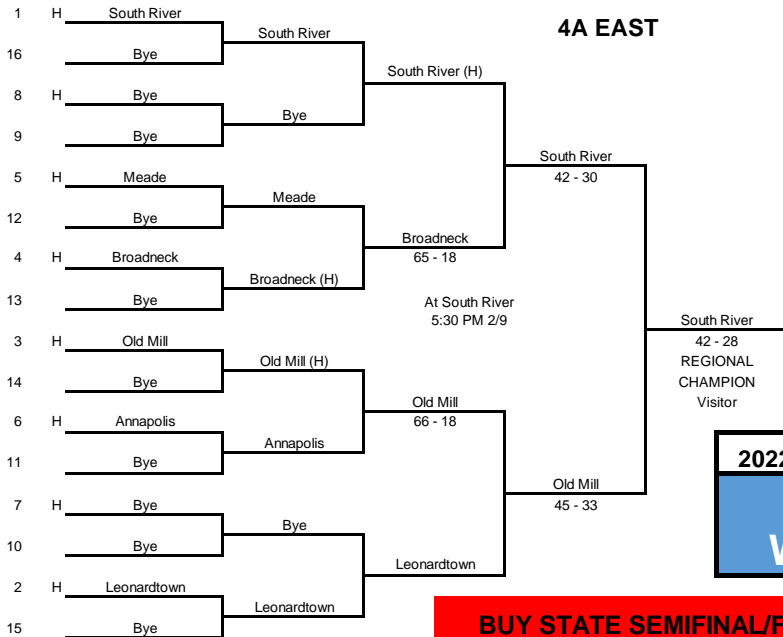 4A EAST
1 H South River
16 Bye
8 H Bye
9 Bye
5 H Meade
12 Bye
4 H Broadneck
13 Bye
3 H Old Mill
14 Bye
6 H Annapolis
11 Bye
7 H Bye
10 Bye
2 H Leonardtown
15 Bye
South River
Bye
Meade
Broadneck (H)
Old Mill (H)
Annapolis
Bye
Leonardtown
South River (H)
Broadneck
65 - 18
At South River
5:30 PM 2/9
Old Mill
66 - 18
Leonardtown
South River
42 - 30
Old Mill
45 - 33
South River
42 - 28
REGIONAL
CHAMPION
Visitor
2022
W
BUY STATE SEMIFINAL/